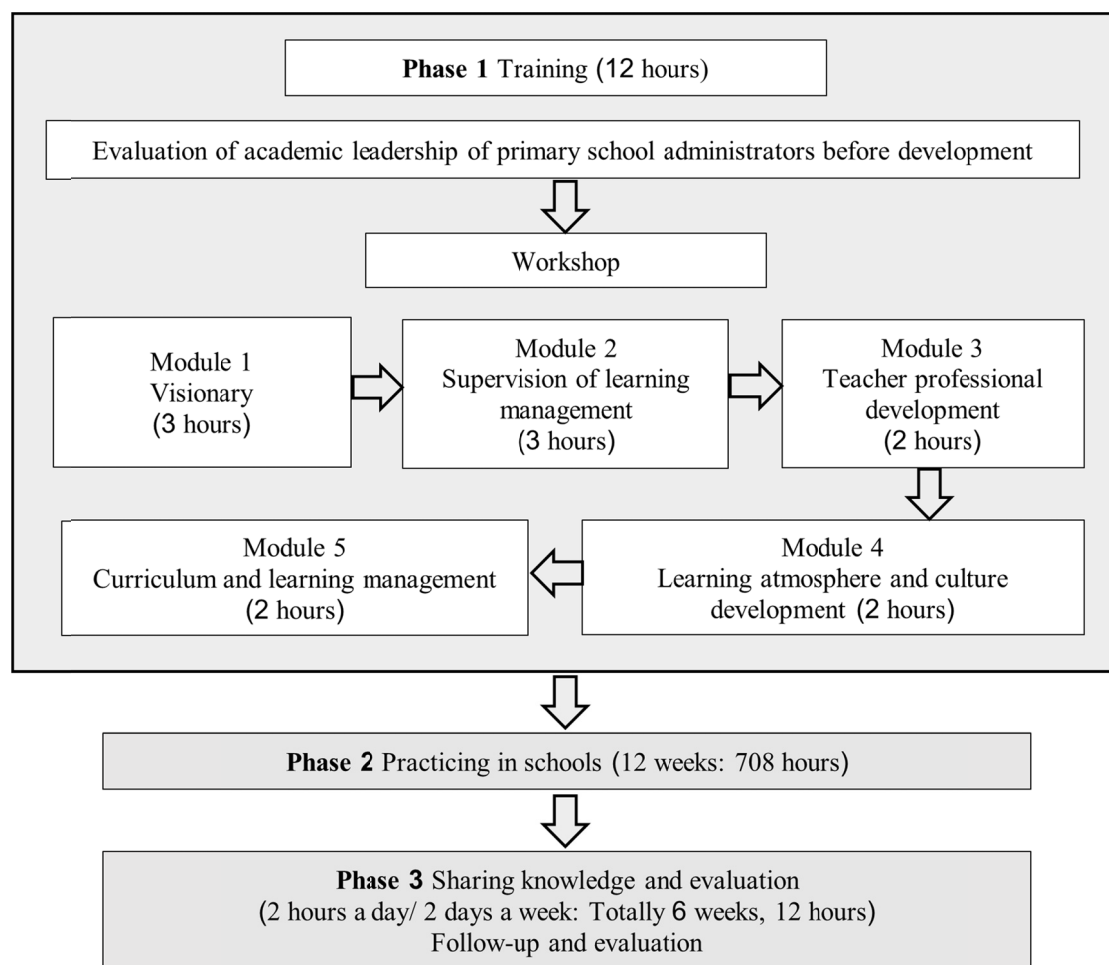 Phase 1 Training (12 hours)
Evaluation of academic leadership of primary school administrators before development
Workshop
Module 1
Visionary
(3 hours)
Module 2
Supervision of learning
management
(3 hours)
Module 3
Teacher professional
development
(2 hours)
Module 5
Curriculum and learning management
(2 hours)
Module 4
Learning atmosphere and culture
development (2 hours)
Phase 2 Practicing in schools (12 weeks: 708 hours)
Phase 3 Sharing knowledge and evaluation
(2 hours a day/ 2 days a week: Totally 6 weeks, 12 hours)
Follow-up and evaluation